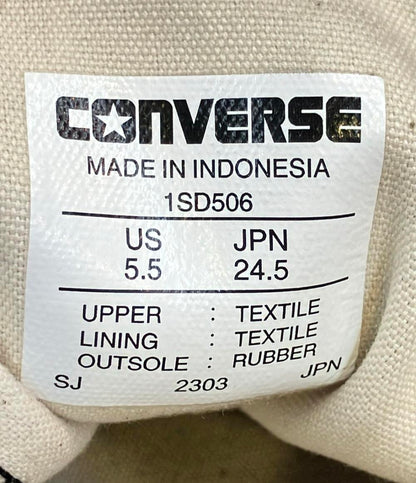 CONVERSE
MADE IN INDONESIA
1SD506
US JPN
5.5 24.5
UPPER : TEXTILE
LINING : TEXTILE
OUTSOLE : RUBBER
SJ 2303 JPN